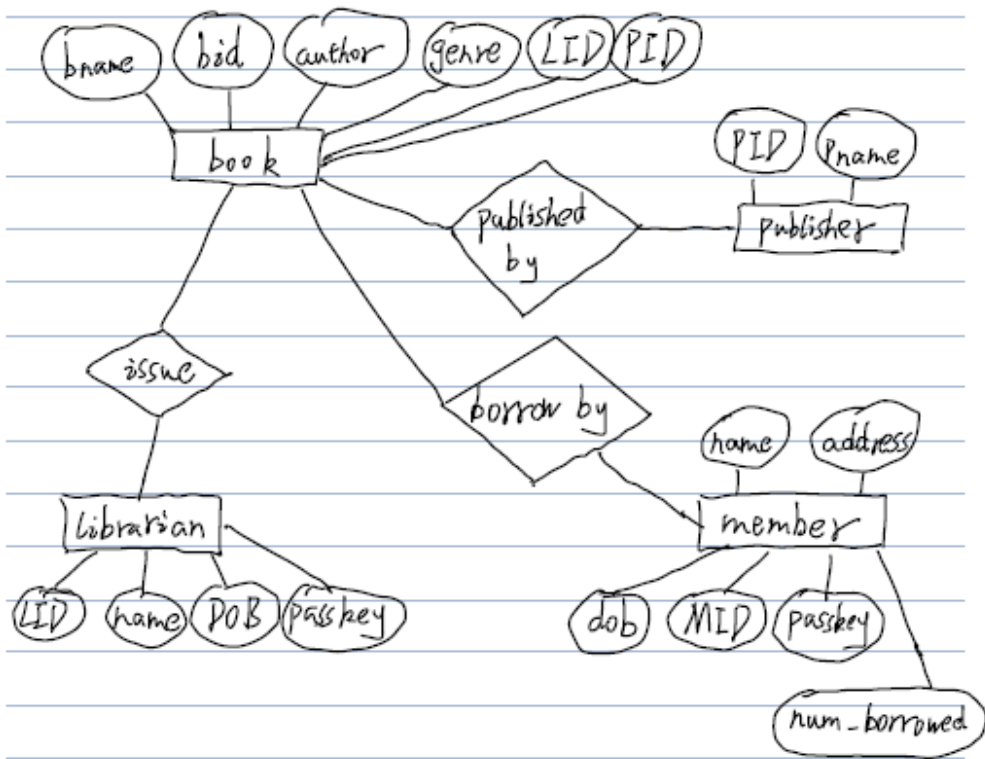 bname bid author genre LID PID
book
PID Pname
publisher
published
by
issue
borrow by
name address
librarian
member
LID name DOB passkey
dob MID passkey
num_borrowed